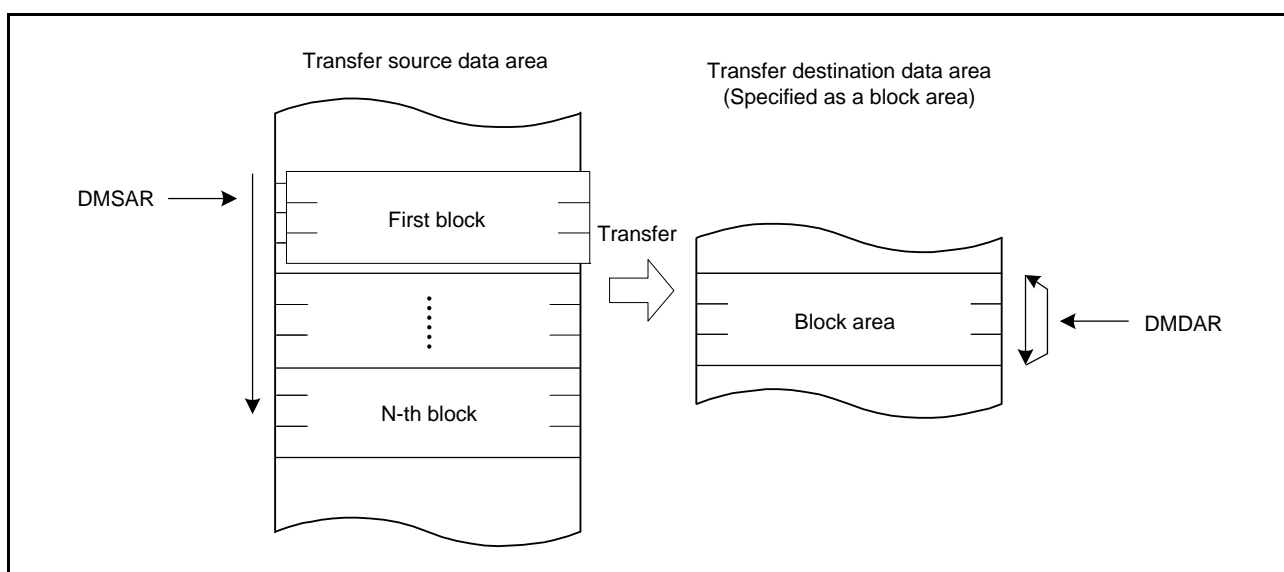 Transfer source data area
Transfer destination data area
(Specified as a block area)
DMSAR
First block
Transfer
Block area
DMDAR
N-th block